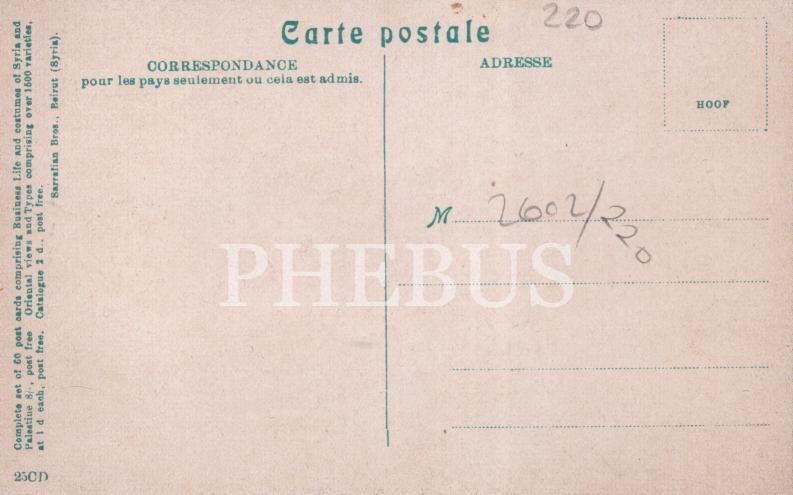 220
Carte postale
CORRESPONDANCE
pour les pays seulement ou cela est admis.
ADRESSE
HOOF
M 2602/220
PHEBUS
Complete set of 60 post cards comprising Business Life and costumes of Syria and
Palestine 8/-, post free Oriental views and Types comprising over 1500 varieties,
at 1 d each, post free. Catalogue 2 d., post free.
Sarrafian Bros., Beirut (Syria).
25CD